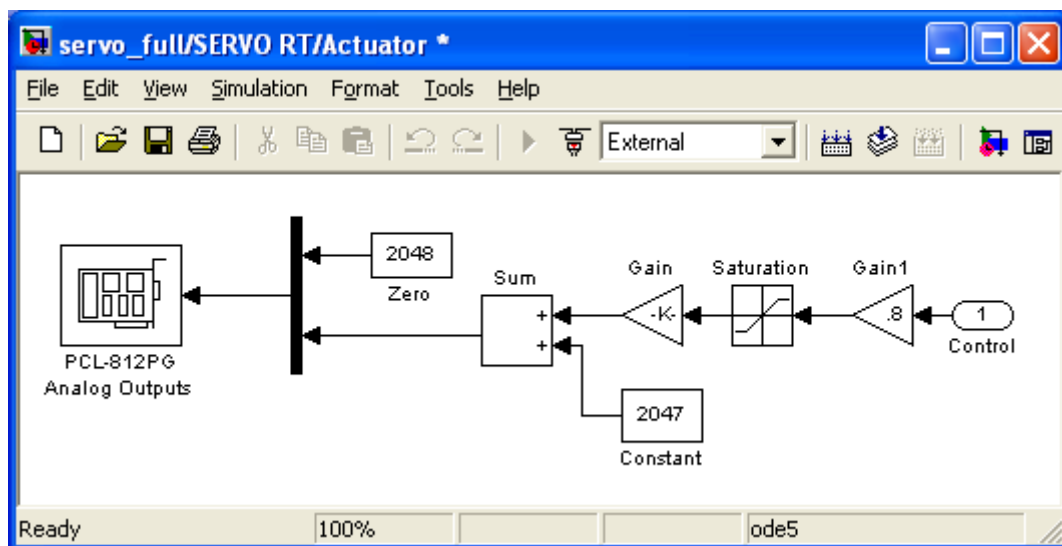 servo_full/SERVO RT/Actuator *
File Edit View Simulation Format Tools Help
External
2048
Zero
Sum
+
+
Gain
-K-
Saturation
Gain1
.8
1
Control
PCL-812PG
Analog Outputs
2047
Constant
Ready 100% ode5